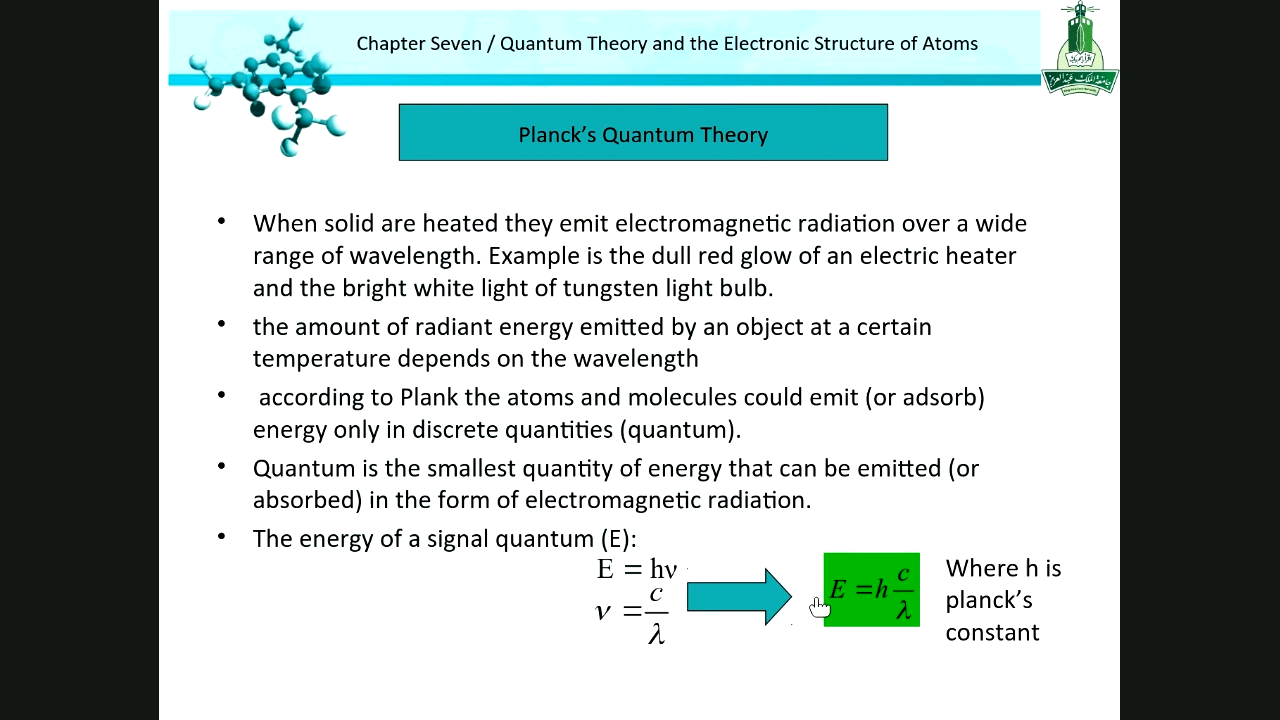 Chapter Seven / Quantum Theory and the Electronic Structure of Atoms
جامعة الملك عبدالعزيز
Planck’s Quantum Theory
• When solid are heated they emit electromagnetic radiation over a wide
range of wavelength. Example is the dull red glow of an electric heater
and the bright white light of tungsten light bulb.
• the amount of radiant energy emitted by an object at a certain
temperature depends on the wavelength
• according to Plank the atoms and molecules could emit (or adsorb)
energy only in discrete quantities (quantum).
• Quantum is the smallest quantity of energy that can be emitted (or
absorbed) in the form of electromagnetic radiation.
• The energy of a signal quantum (E):
E = hν
ν = c/λ
E = h c/λ
Where h is
planck’s
constant